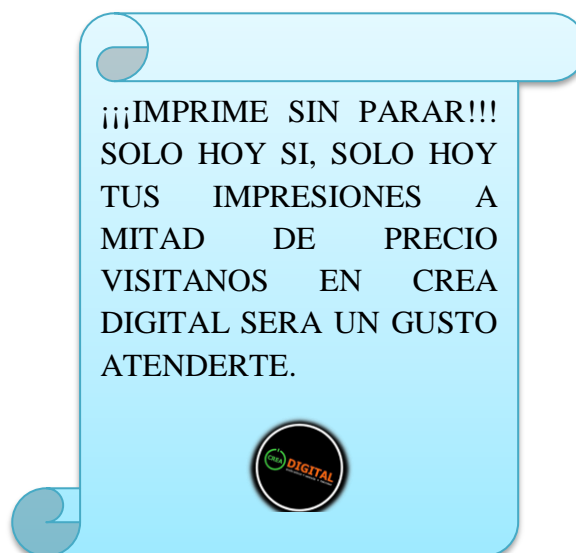 ¡¡¡IMPRIME SIN PARAR!!!
SOLO HOY SI, SOLO HOY
TUS IMPRESIONES A
MITAD DE PRECIO
VISITANOS EN CREA
DIGITAL SERA UN GUSTO
ATENDERTE.
CREA DIGITAL